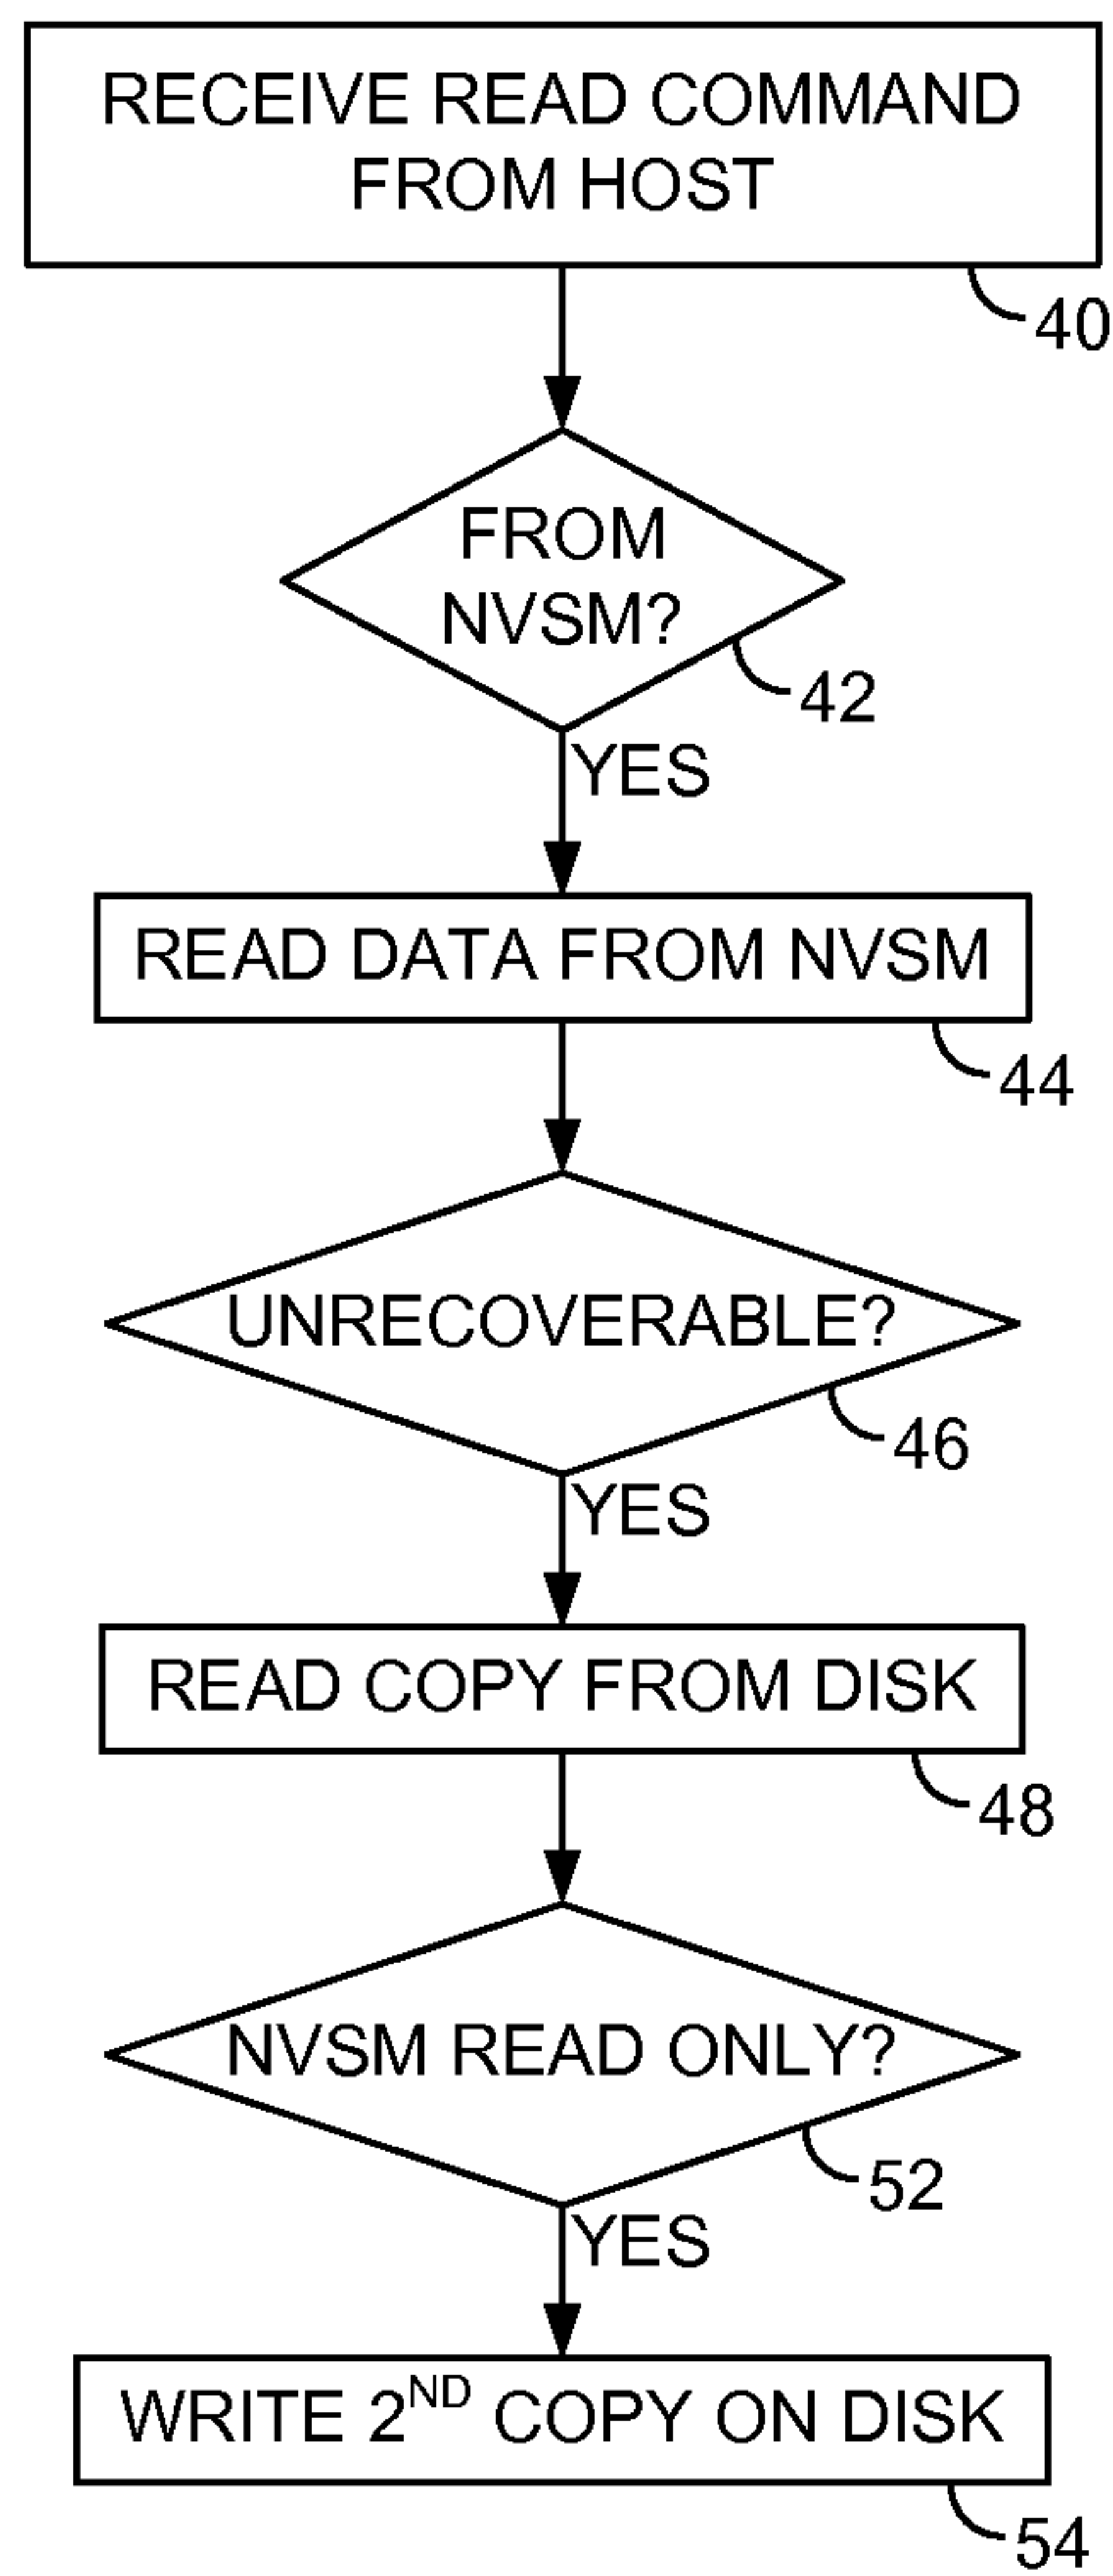 RECEIVE READ COMMAND
FROM HOST
40
FROM
NVSM?
42
YES
READ DATA FROM NVSM
44
UNRECOVERABLE?
46
YES
READ COPY FROM DISK
48
NVSM READ ONLY?
52
YES
WRITE 2ND COPY ON DISK
54